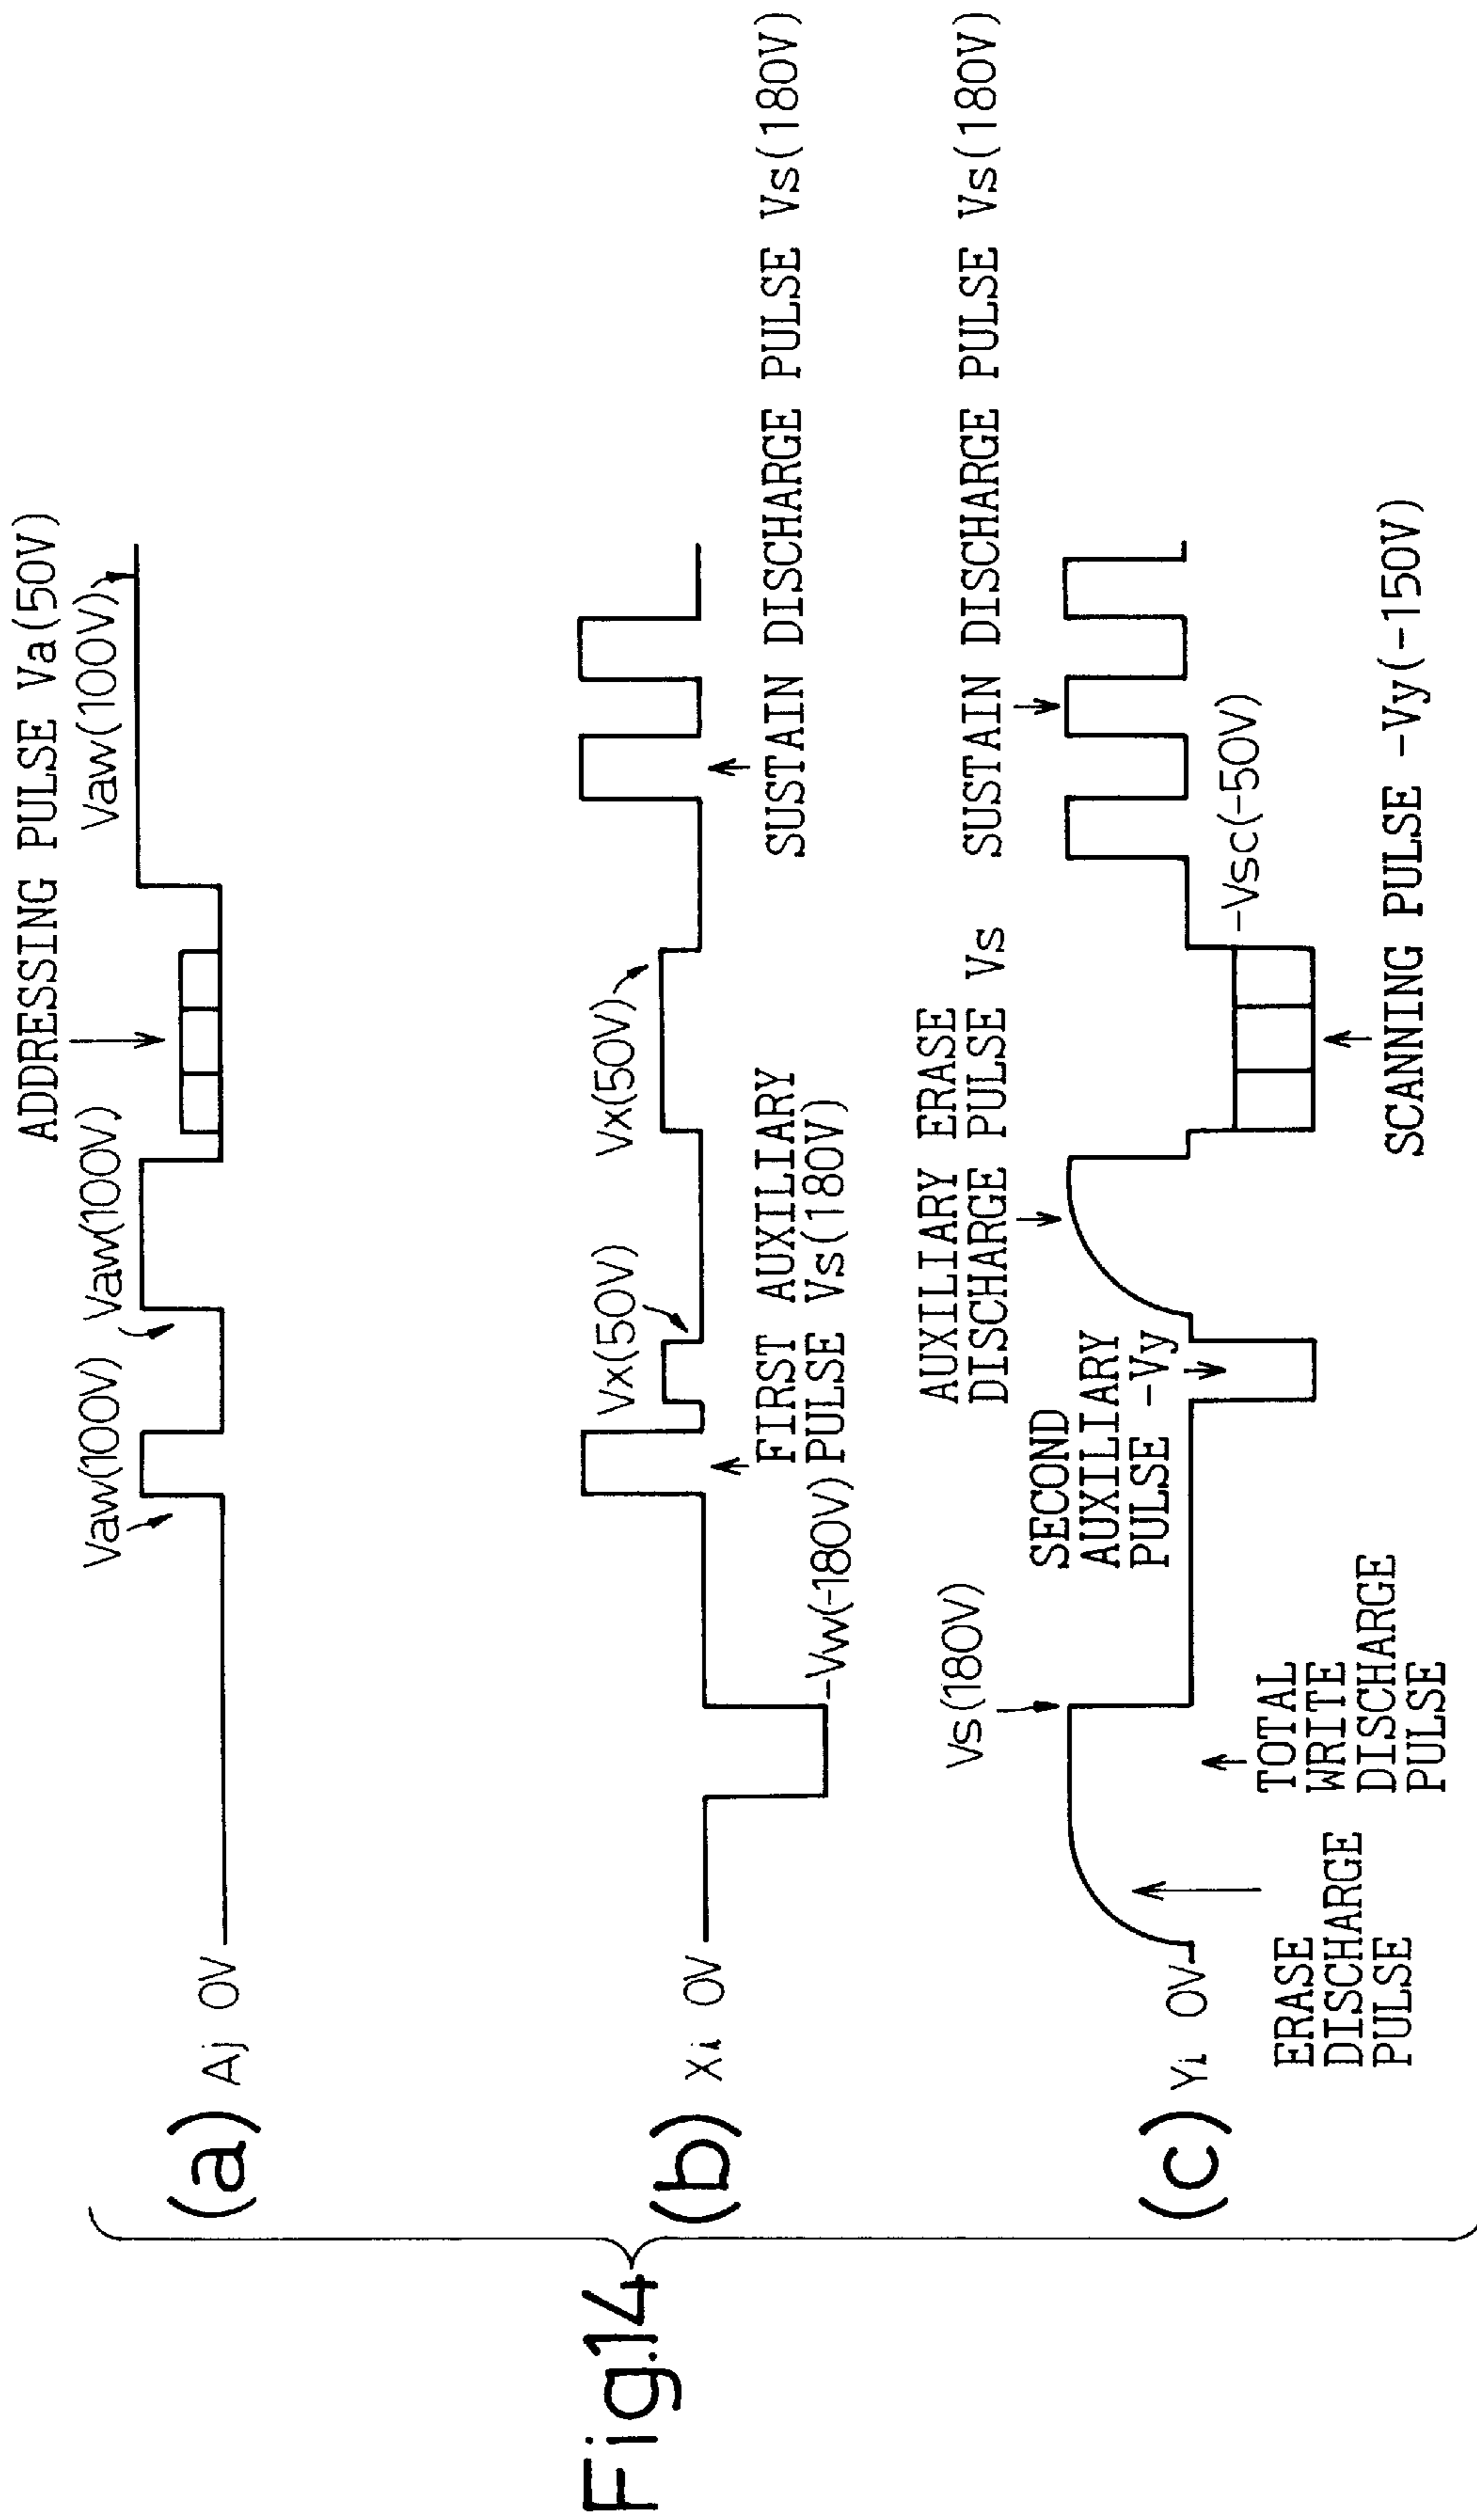 Fig.14
(a) Aj 0V
Vaw(100V)
Vaw(100V)
ADDRESSING PULSE Va(50V)
Vaw(100V)
(b) Xi 0V
-Vw(-180V)
FIRST AUXILIARY
PULSE Vs(180V)
Vx(50V)
Vx(50V)
SUSTAIN DISCHARGE PULSE Vs(180V)
(c) Yi 0V
ERASE
DISCHARGE
PULSE
TOTAL
WRITE
DISCHARGE
PULSE
Vs(180V)
SECOND
AUXILIARY
PULSE -Vy
AUXILIARY ERASE
DISCHARGE PULSE Vs
SCANNING PULSE -Vy(-150V)
-Vsc(-50V)
SUSTAIN DISCHARGE PULSE Vs(180V)